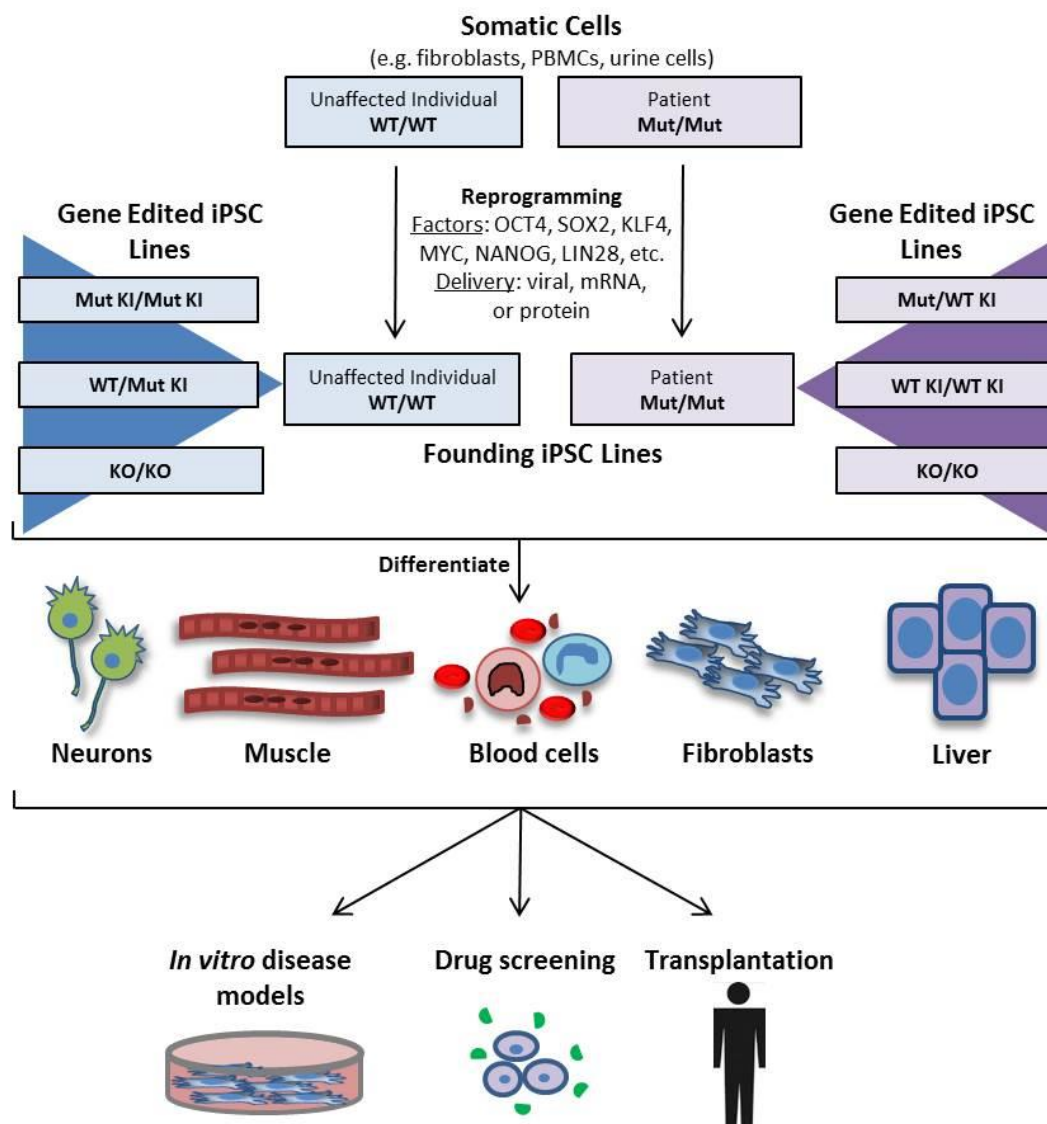 Somatic Cells
(e.g. fibroblasts, PBMCs, urine cells)
Unaffected Individual
WT/WT
Patient
Mut/Mut
Reprogramming
Factors: OCT4, SOX2, KLF4,
MYC, NANOG, LIN28, etc.
Delivery: viral, mRNA,
or protein
Gene Edited iPSC
Lines
Mut KI/Mut KI
WT/Mut KI
KO/KO
Unaffected Individual
WT/WT
Patient
Mut/Mut
Founding iPSC Lines
Gene Edited iPSC
Lines
Mut/WT KI
WT KI/WT KI
KO/KO
Differentiate
Neurons
Muscle
Blood cells
Fibroblasts
Liver
In vitro disease
models
Drug screening
Transplantation